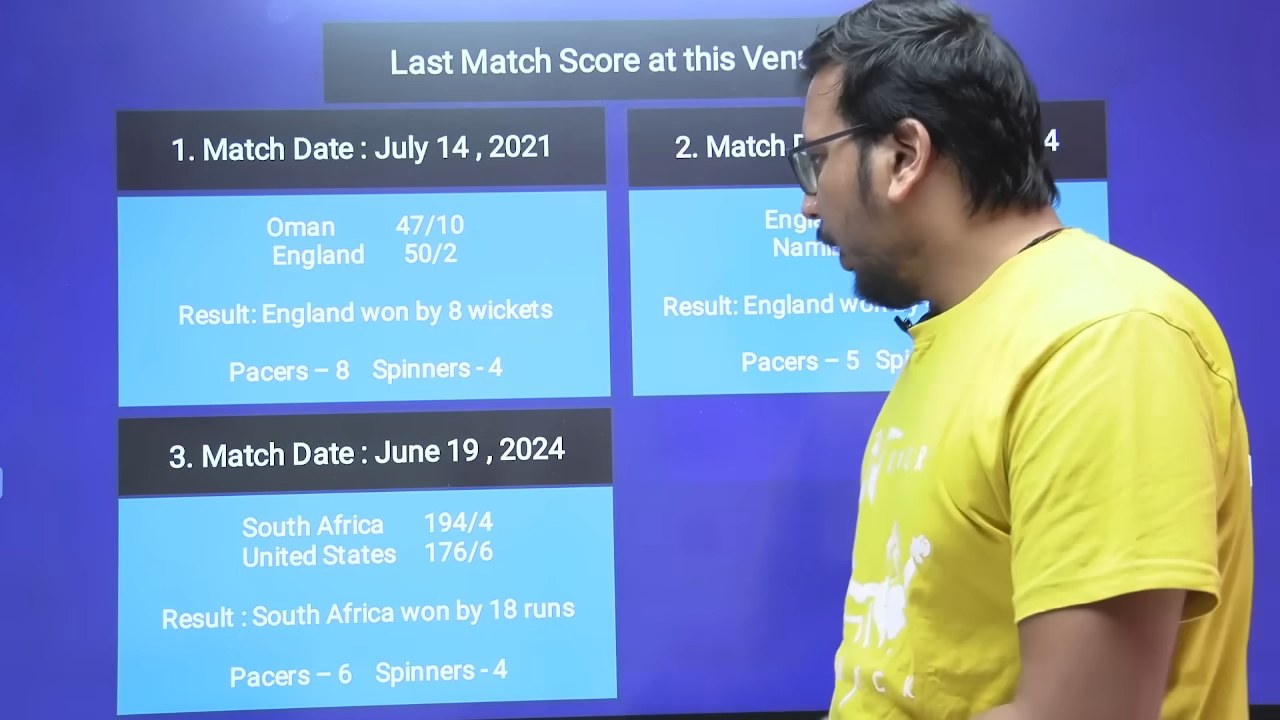 Last Match Score at this
1. Match Date : July 14 , 2021
Oman 47/10
England 50/2
Result: England won by 8 wickets
Pacers – 8 Spinners - 4
2. Match 4
Result: England
Pacers – 5
3. Match Date : June 19 , 2024
South Africa 194/4
United States 176/6
Result : South Africa won by 18 runs
Pacers – 6 Spinners - 4